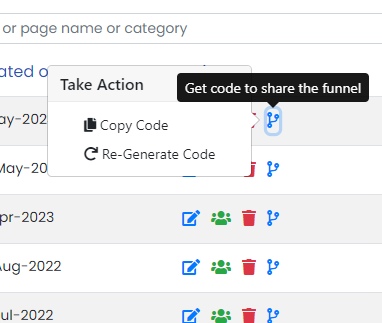 or page name or category
ated o
Take Action
Get code to share the funnel
ay-202
Copy Code
May-20
Re-Generate Code
pr-2023
Aug-2022
ul-2022